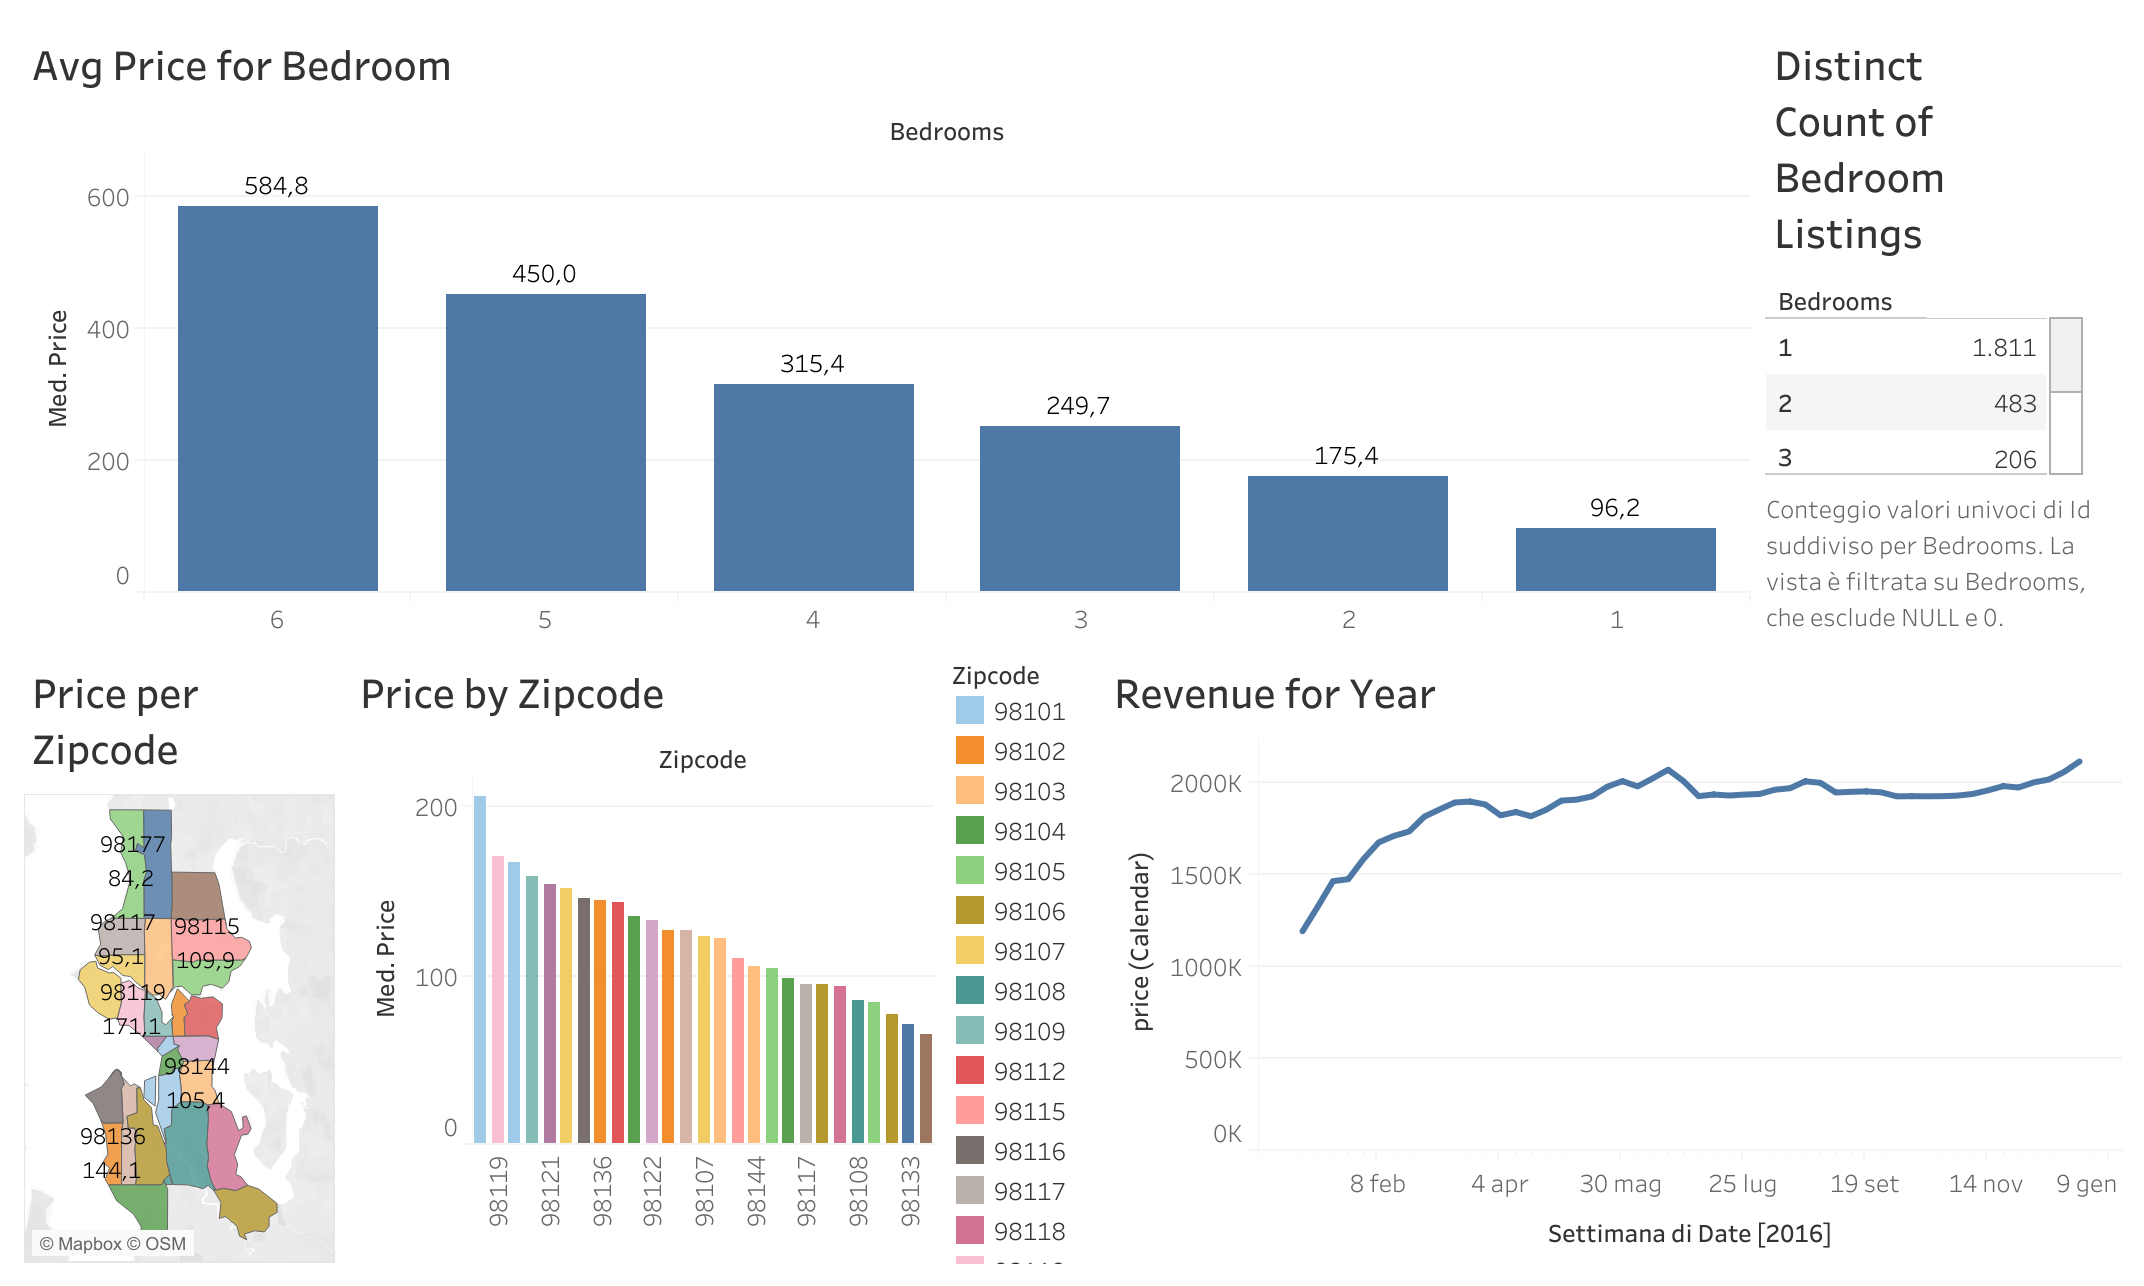 Avg Price for Bedroom
Bedrooms
Med. Price
600
400
200
0
584,8
450,0
315,4
249,7
175,4
96,2
6
5
4
3
2
1
Distinct
Count of
Bedroom
Listings
Bedrooms
1 1.811
2 483
3 206
Conteggio valori univoci di Id
suddiviso per Bedrooms. La
vista è filtrata su Bedrooms,
che esclude NULL e 0.
Price per
Zipcode
98177
84,2
98117
95,1
98115
109,9
98119
171,1
98144
105,4
98136
144,1
© Mapbox © OSM
Price by Zipcode
Zipcode
Med. Price
200
100
0
98119
98121
98136
98122
98107
98144
98117
98108
98133
Zipcode
98101
98102
98103
98104
98105
98106
98107
98108
98109
98112
98115
98116
98117
98118
Revenue for Year
price (Calendar)
2000K
1500K
1000K
500K
0K
8 feb
4 apr
30 mag
25 lug
19 set
14 nov
9 gen
Settimana di Date [2016]